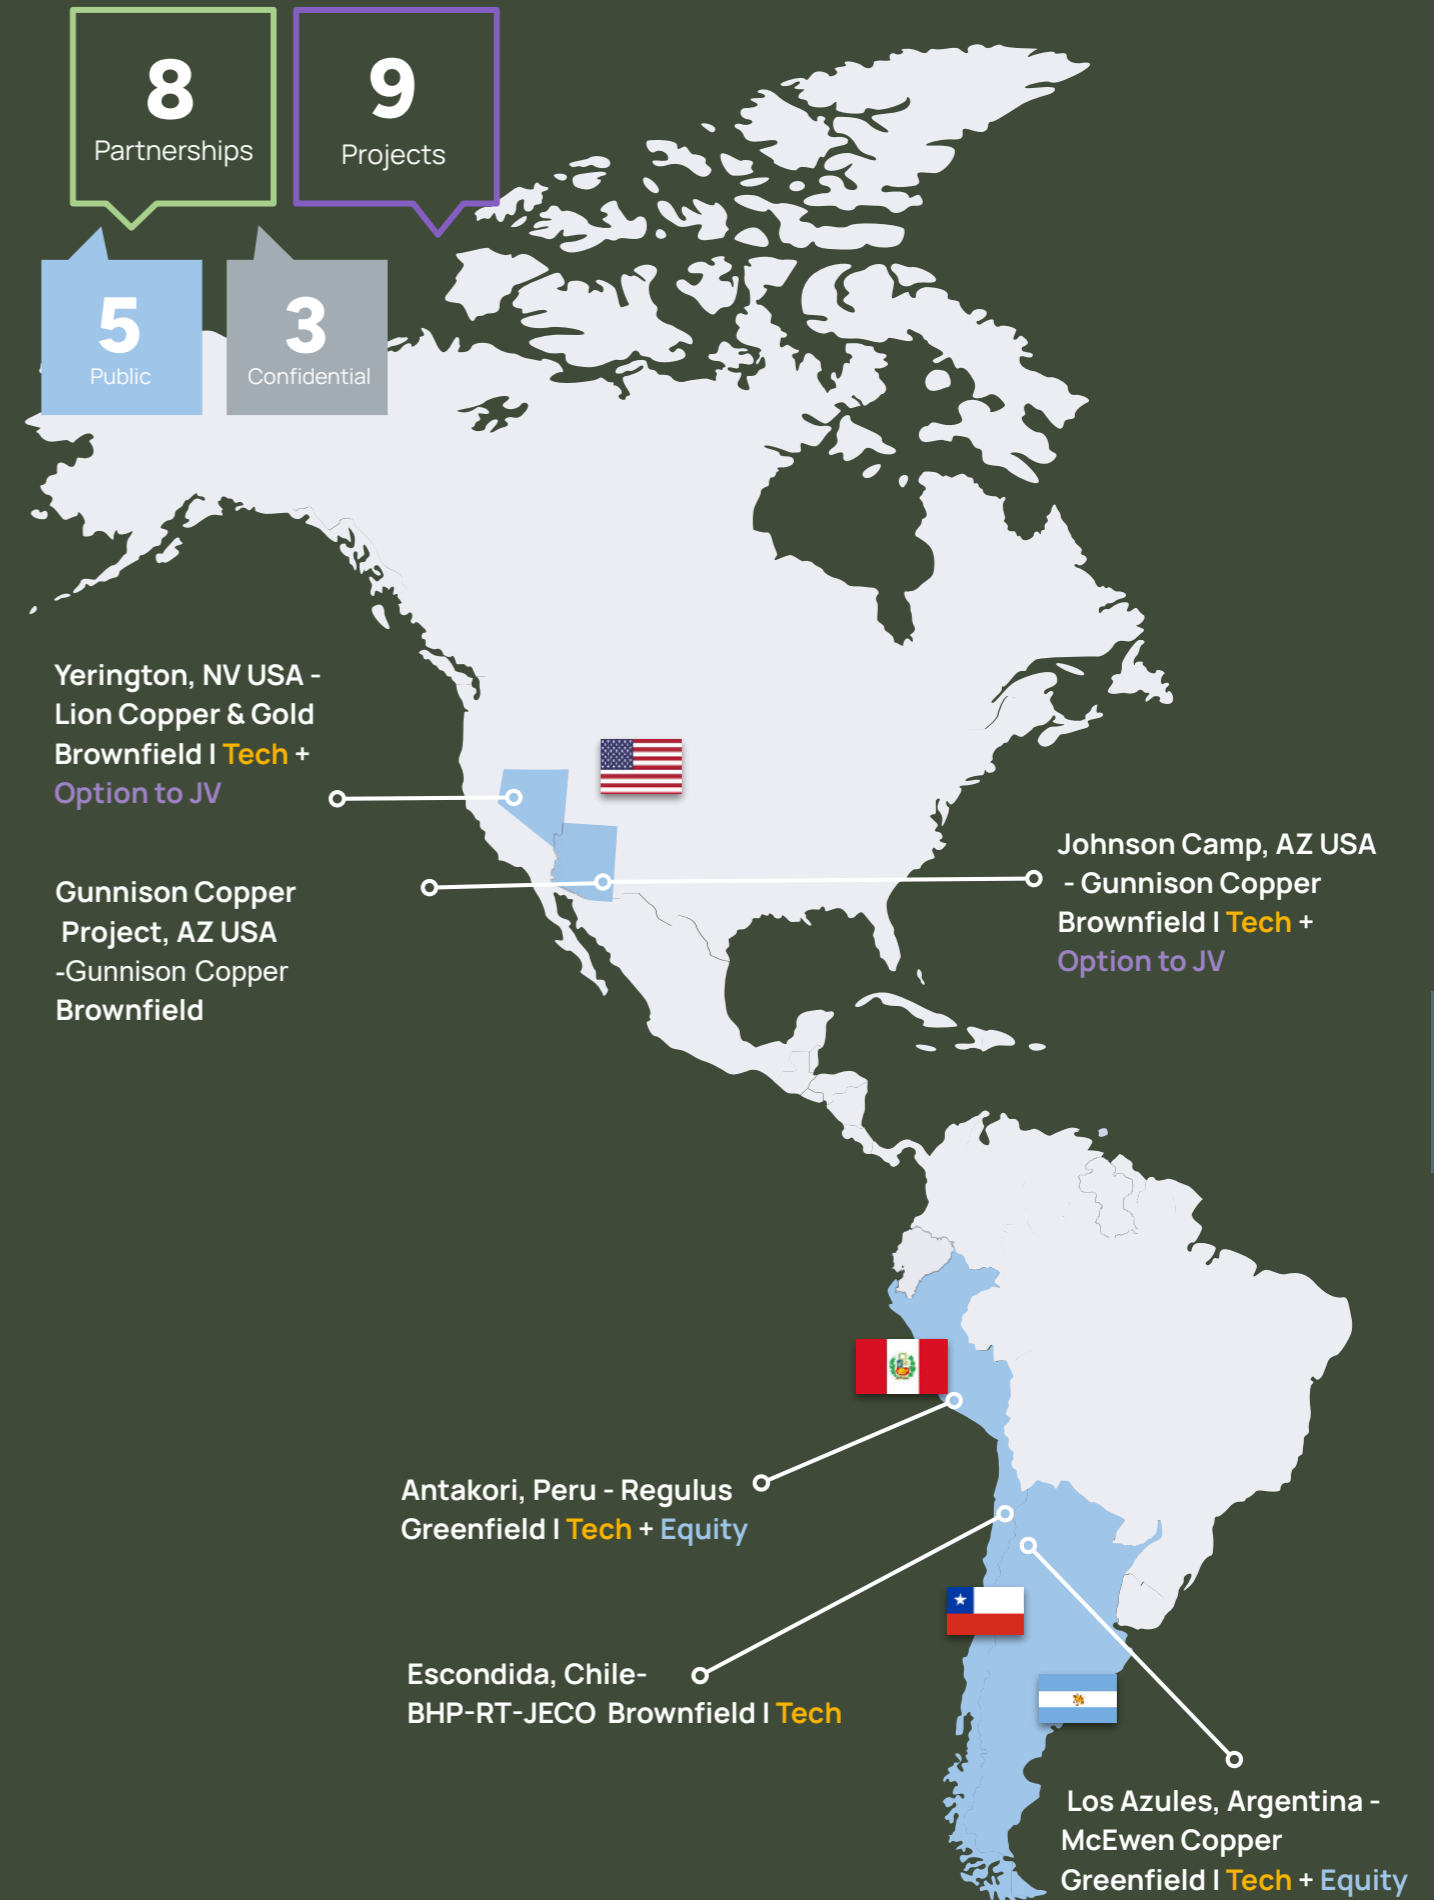 8
Partnerships
9
Projects
5
Public
3
Confidential
Yerington, NV USA -
Lion Copper & Gold
Brownfield | Tech +
Option to JV
Gunnison Copper
Project, AZ USA
-Gunnison Copper
Brownfield
Johnson Camp, AZ USA
- Gunnison Copper
Brownfield | Tech +
Option to JV
Antakori, Peru - Regulus
Greenfield | Tech + Equity
Escondida, Chile-
BHP-RT-JECO Brownfield | Tech
Los Azules, Argentina -
McEwen Copper
Greenfield | Tech + Equity